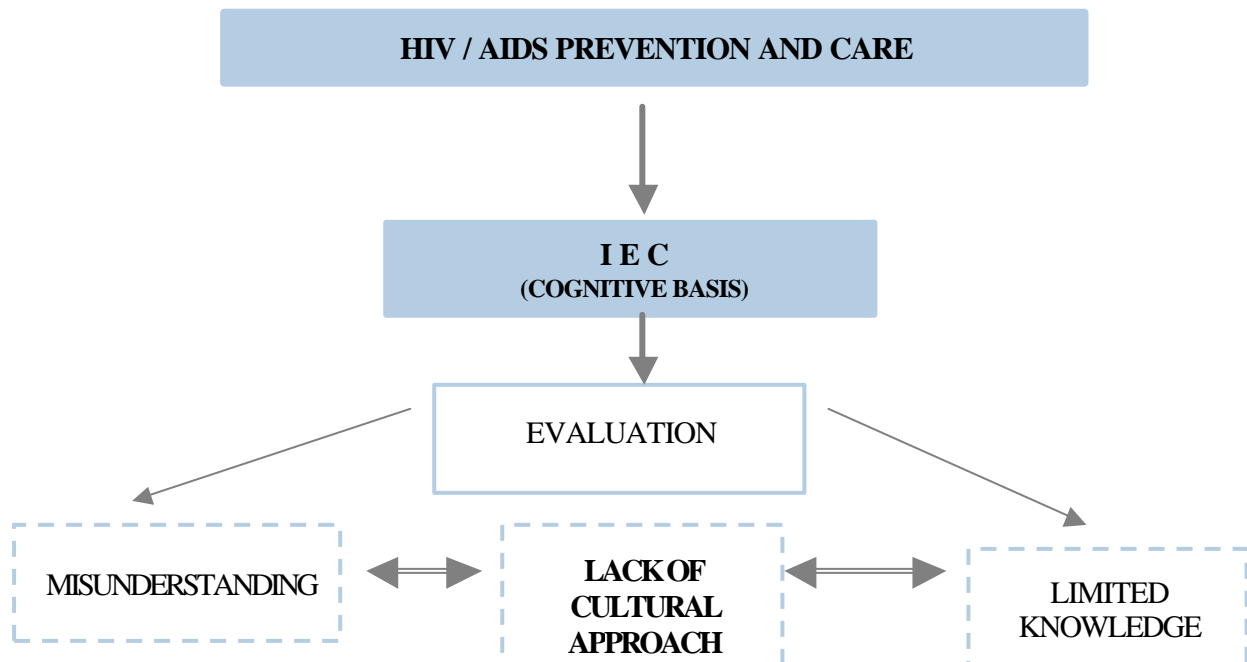 HIV / AIDS PREVENTION AND CARE
I E C
(COGNITIVE BASIS)
EVALUATION
MISUNDERSTANDING
LACK OF
CULTURAL
APPROACH
LIMITED
KNOWLEDGE